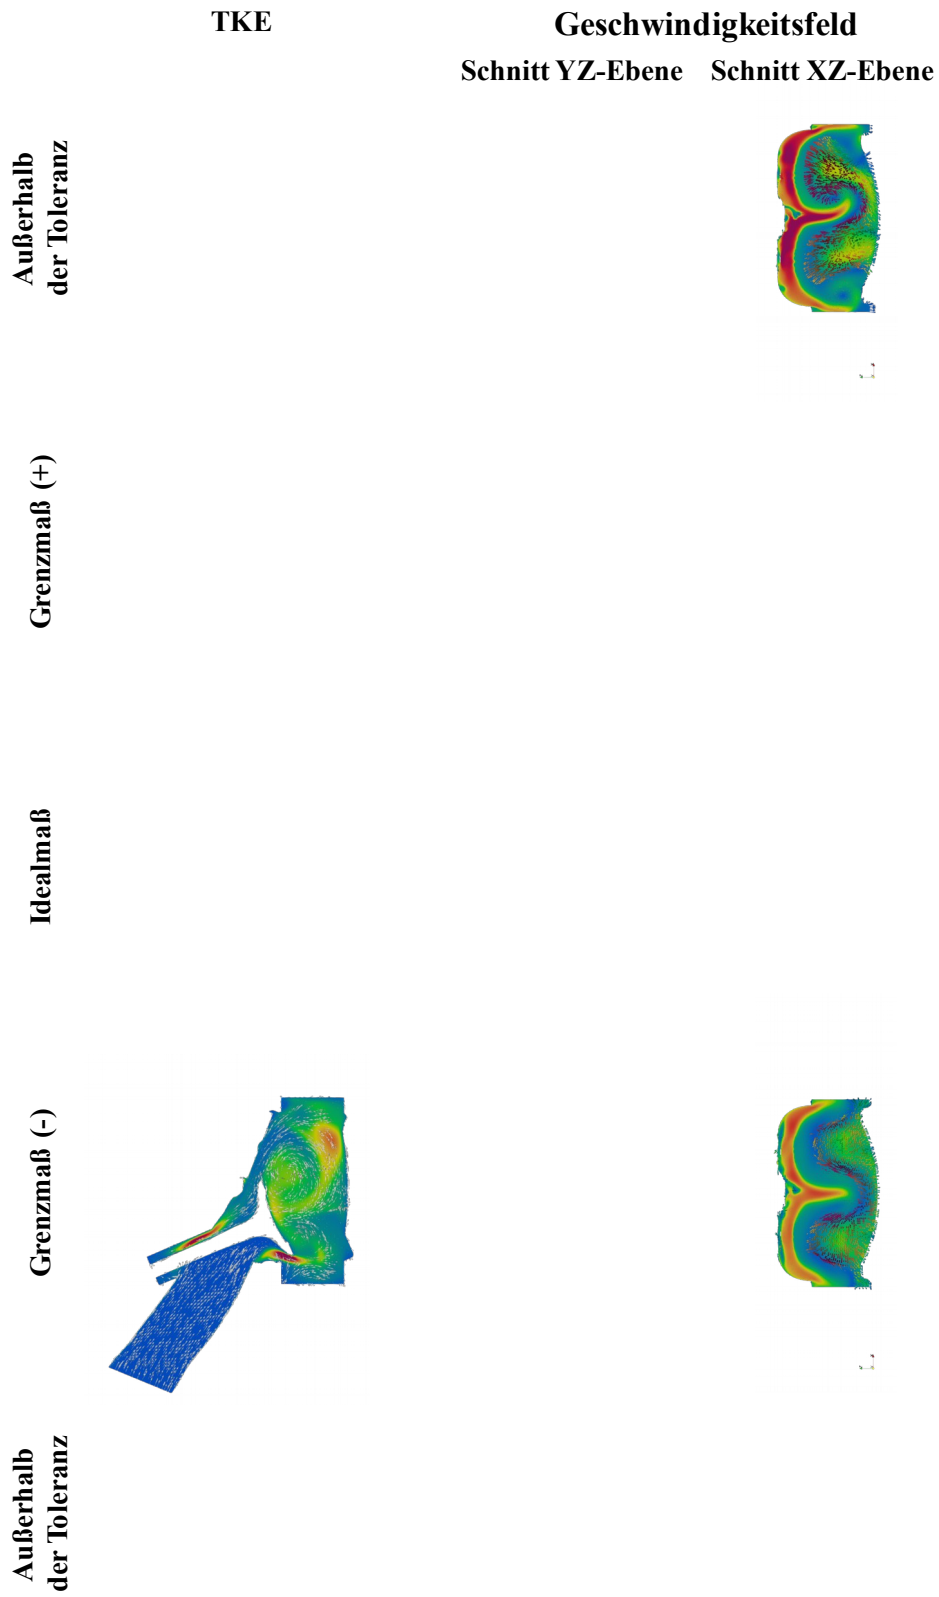 TKE
Geschwindigkeitsfeld
Schnitt YZ-Ebene
Schnitt XZ-Ebene
Außerhalb
der Toleranz
Grenzmaß (+)
Idealmaß
Grenzmaß (-)
Außerhalb
der Toleranz